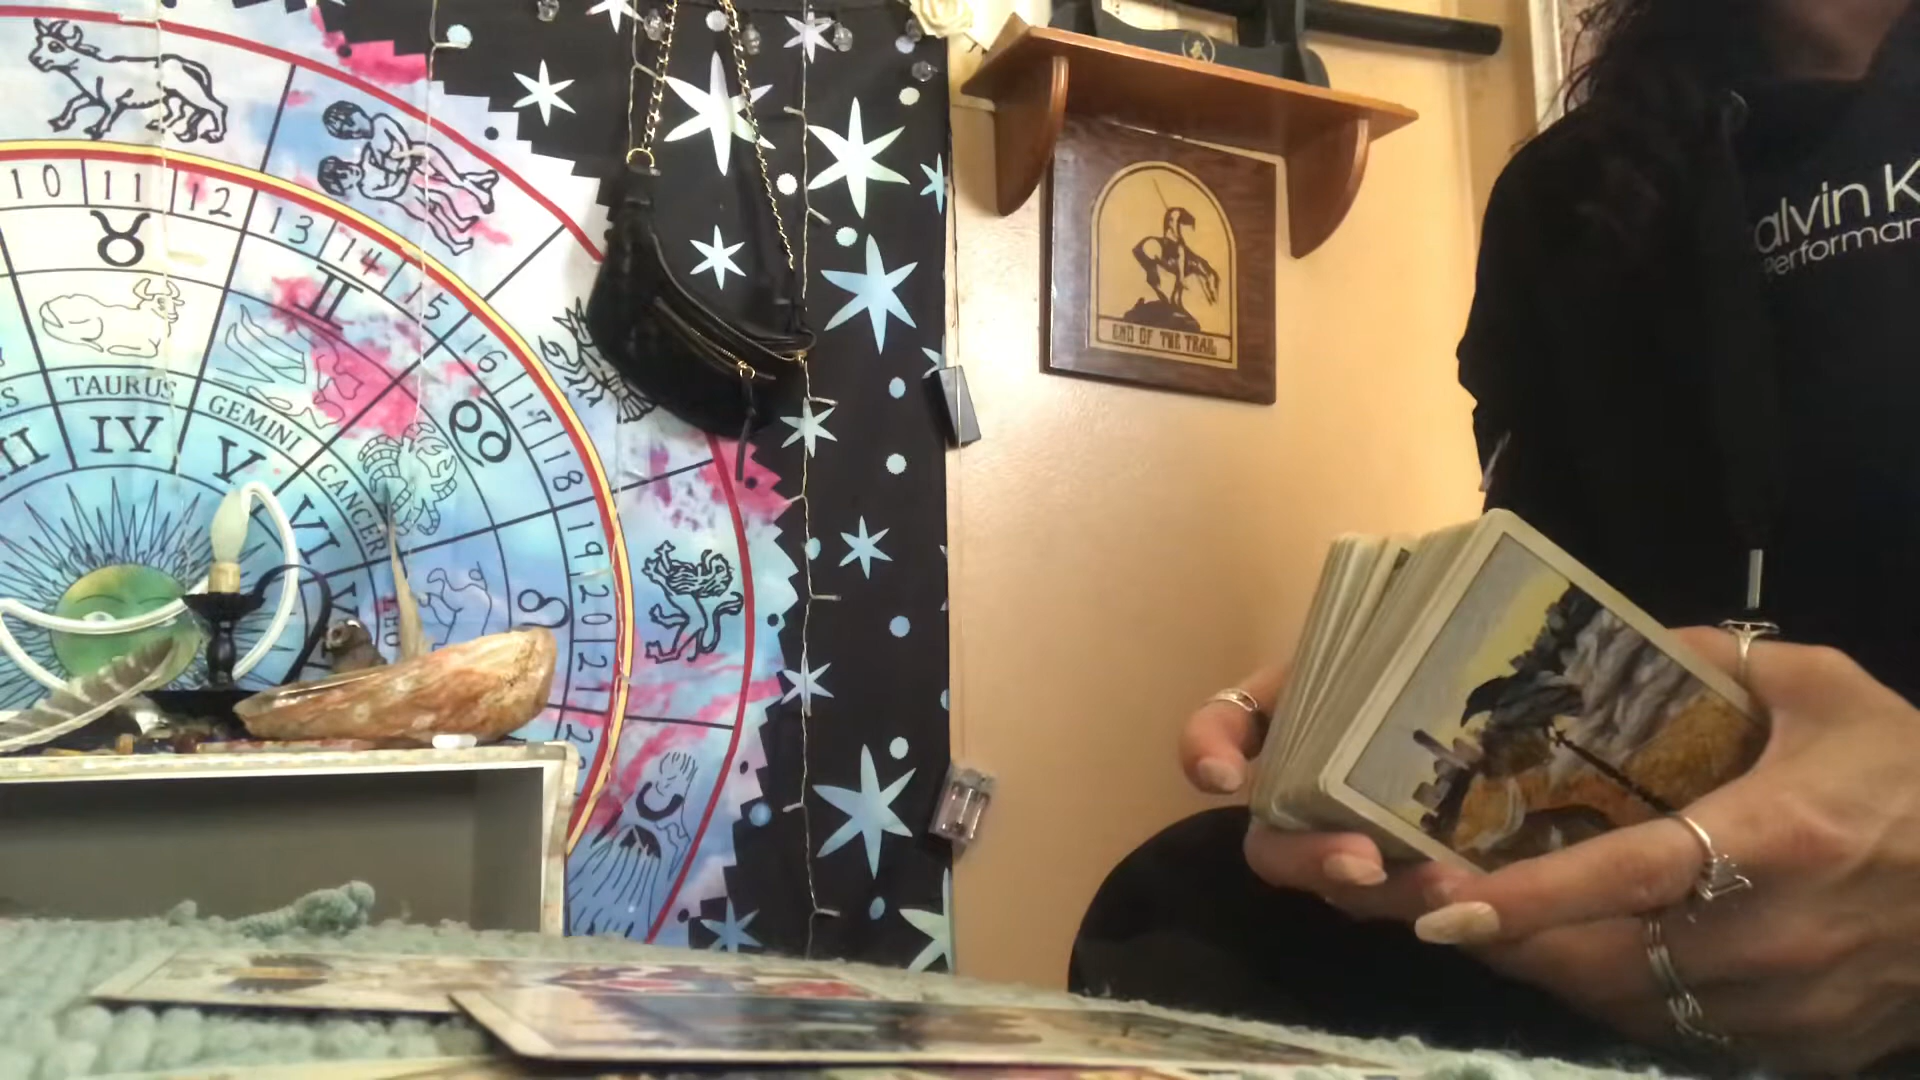 10 11 12 13 14 15 16 17 18 19 20 21
TAURUS
GEMINI
CANCER
LEO
IV V VI
END OF THE TRAIL
alvin K
Performan